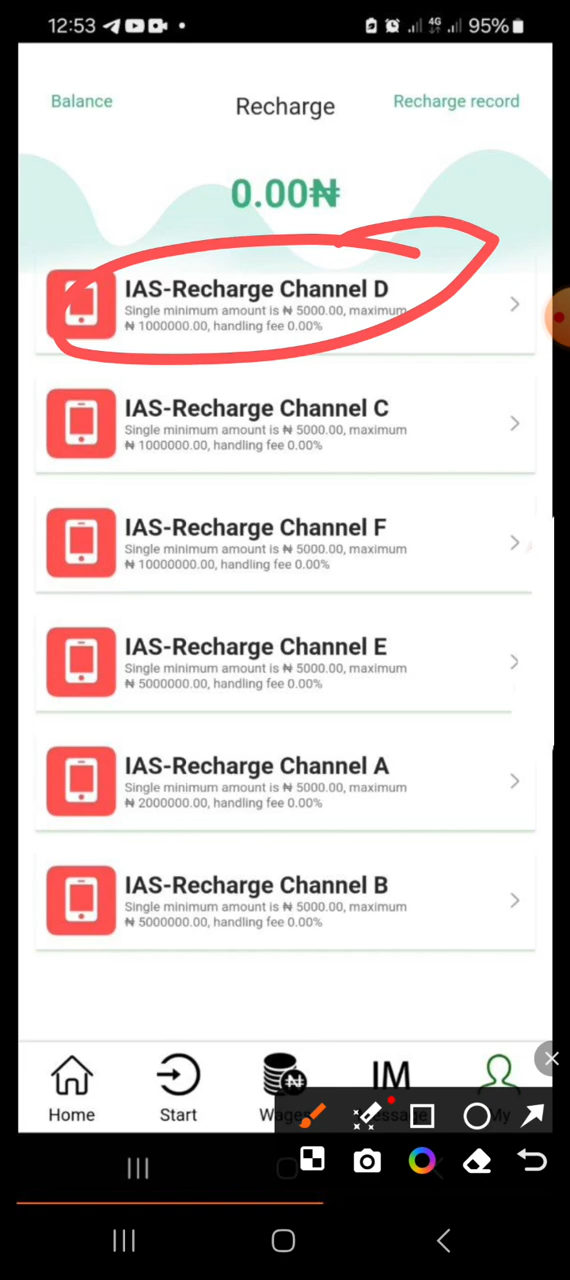 12:53
4G
95%
Balance
Recharge
Recharge record
0.00₦
IAS-Recharge Channel D
Single minimum amount is ₦ 5000.00, maximum
₦ 1000000.00, handling fee 0.00%
IAS-Recharge Channel C
Single minimum amount is ₦ 5000.00, maximum
₦ 1000000.00, handling fee 0.00%
IAS-Recharge Channel F
Single minimum amount is ₦ 5000.00, maximum
₦ 10000000.00, handling fee 0.00%
IAS-Recharge Channel E
Single minimum amount is ₦ 5000.00, maximum
₦ 5000000.00, handling fee 0.00%
IAS-Recharge Channel A
Single minimum amount is ₦ 5000.00, maximum
₦ 2000000.00, handling fee 0.00%
IAS-Recharge Channel B
Single minimum amount is ₦ 5000.00, maximum
₦ 5000000.00, handling fee 0.00%
₦
IM
Home
Start
My